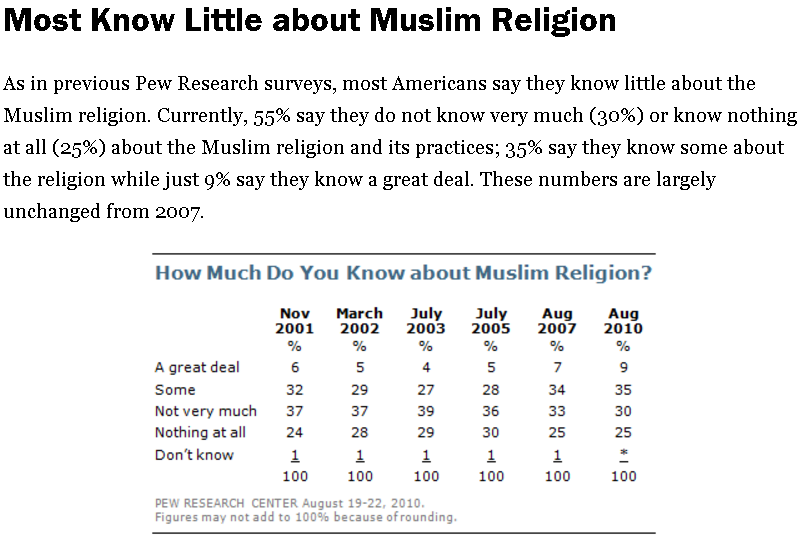 Most Know Little about Muslim Religion
As in previous Pew Research surveys, most Americans say they know little about the
Muslim religion. Currently, 55% say they do not know very much (30%) or know nothing
at all (25%) about the Muslim religion and its practices; 35% say they know some about
the religion while just 9% say they know a great deal. These numbers are largely
unchanged from 2007.
How Much Do You Know about Muslim Religion?
Nov March July July Aug Aug
2001 2002 2003 2005 2007 2010
% % % % % %
A great deal 6 5 4 5 7 9
Some 32 29 27 28 34 35
Not very much 37 37 39 36 33 30
Nothing at all 24 28 29 30 25 25
Don't know 1 1 1 1 1 *
100 100 100 100 100 100
PEW RESEARCH CENTER August 19-22, 2010.
Figures may not add to 100% because of rounding.